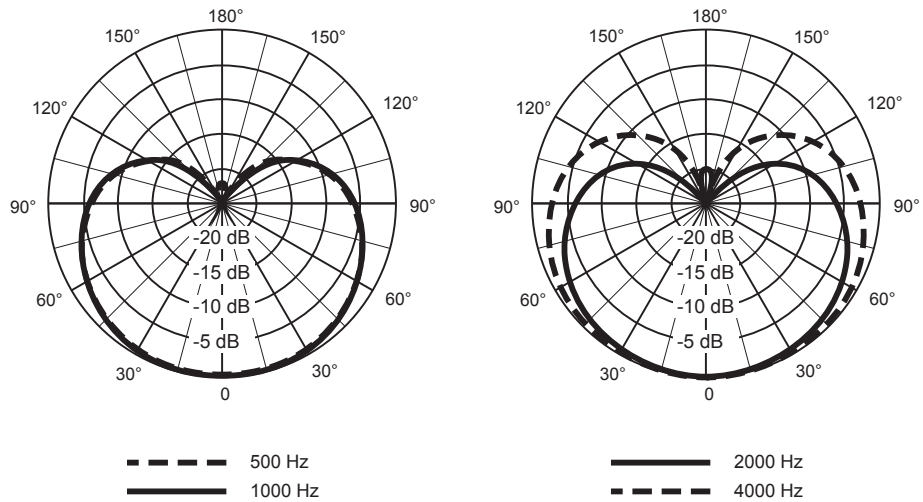 180°
150° 150°
120° 120°
90° 90°
60° 60°
30° 30°
0
-20 dB
-15 dB
-10 dB
-5 dB
500 Hz
1000 Hz
180°
150° 150°
120° 120°
90° 90°
60° 60°
30° 30°
0
-20 dB
-15 dB
-10 dB
-5 dB
2000 Hz
4000 Hz